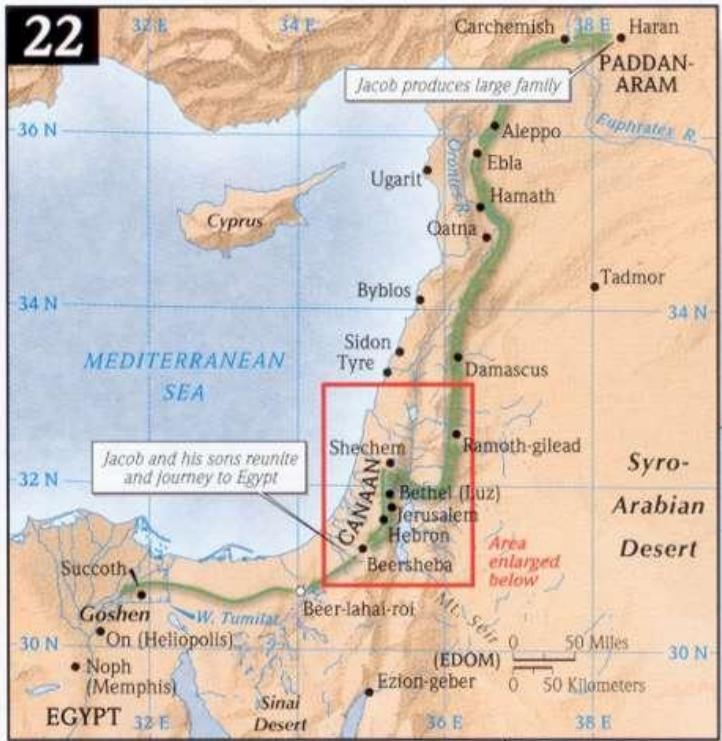 22
32 E
34 E
Carchemish
38 E
Haran
PADDAN-
ARAM
Jacob produces large family
36 N
Aleppo
Euphrates R.
Ebla
Orontes R.
Ugarit
Hamath
Cyprus
Qatna
Tadmor
Byblos
34 N
34 N
Sidon
Tyre
MEDITERRANEAN
SEA
Damascus
Shechem
Ramoth-gilead
Jacob and his sons reunite
and journey to Egypt
CANAAN
32 N
Bethel (Luz)
Jerusalem
Hebron
Beersheba
Syro-
Arabian
Desert
Area
enlarged
below
Succoth
Goshen
W. Tumilat
Beer-lahai-roi
Mt. Seir
(EDOM)
On (Heliopolis)
30 N
30 N
0 50 Miles
0 50 Kilometers
Noph
(Memphis)
Ezion-geber
Sinai
Desert
EGYPT
32 E
36 E
38 E